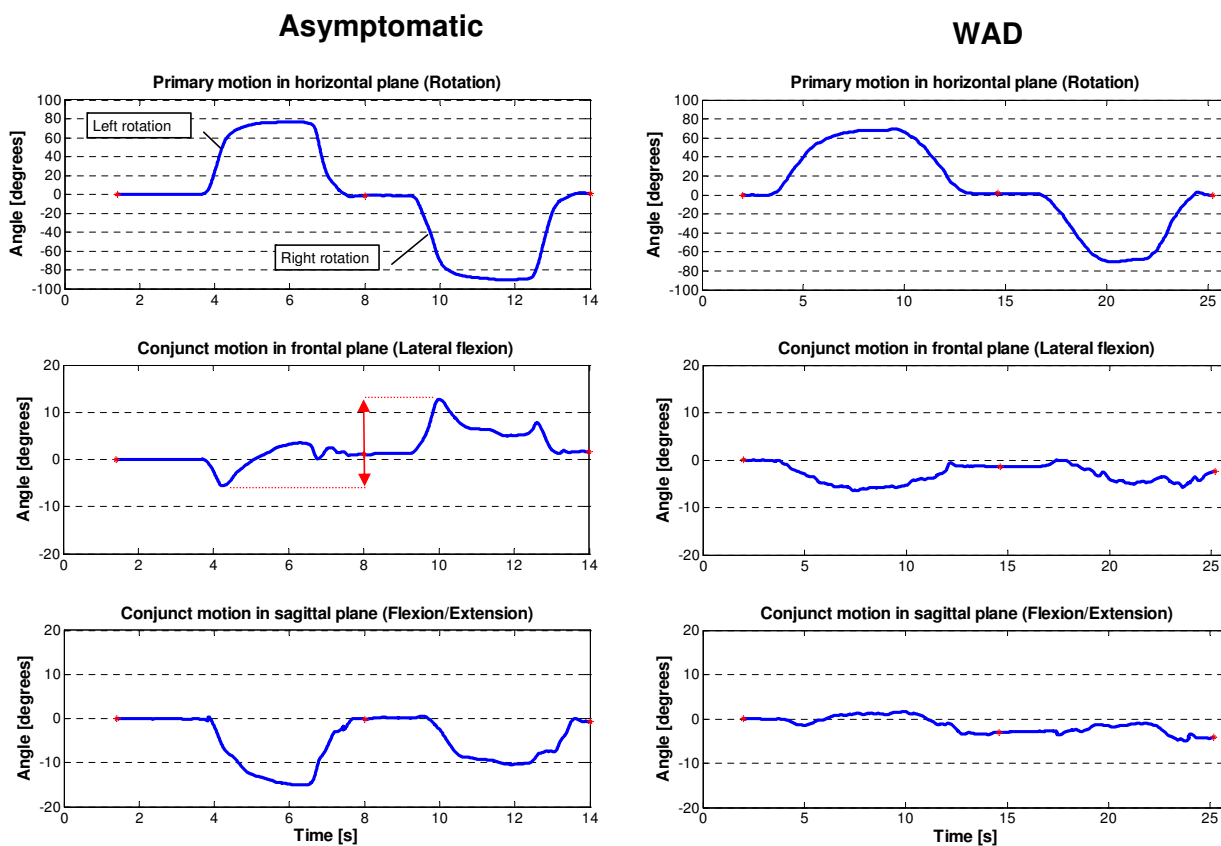 Asymptomatic
WAD
Primary motion in horizontal plane (Rotation)
Angle [degrees]
100
80
60
40
20
0
-20
-40
-60
-80
-100
Left rotation
Right rotation
0 2 4 6 8 10 12 14
Primary motion in horizontal plane (Rotation)
Angle [degrees]
100
80
60
40
20
0
-20
-40
-60
-80
-100
0 5 10 15 20 25
Conjunct motion in frontal plane (Lateral flexion)
Angle [degrees]
20
10
0
-10
-20
0 2 4 6 8 10 12 14
Conjunct motion in frontal plane (Lateral flexion)
Angle [degrees]
20
10
0
-10
-20
0 5 10 15 20 25
Conjunct motion in sagittal plane (Flexion/Extension)
Angle [degrees]
20
10
0
-10
-20
0 2 4 6 8 10 12 14
Time [s]
Conjunct motion in sagittal plane (Flexion/Extension)
Angle [degrees]
20
10
0
-10
-20
0 5 10 15 20 25
Time [s]